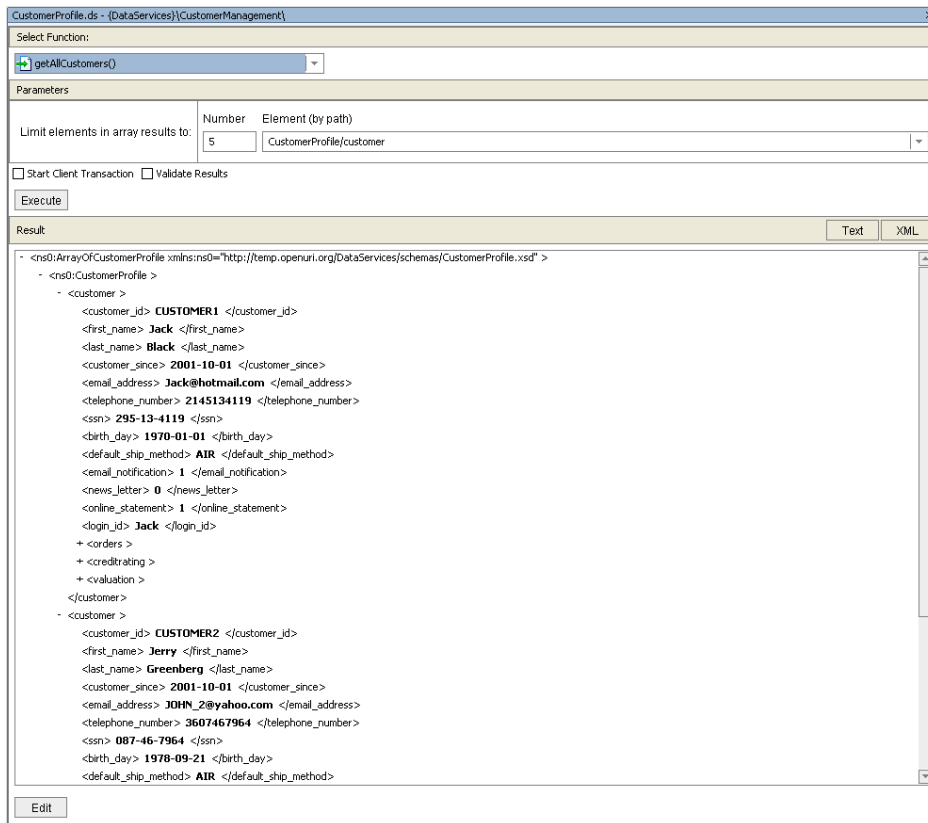 CustomerProfile.ds - {DataServices}\CustomerManagement\
Select Function:
getAllCustomers()
Parameters
Limit elements in array results to:
Number Element (by path)
5 CustomerProfile/customer
Start Client Transaction Validate Results
Execute
Result Text XML
- <ns0:ArrayOfCustomerProfile xmlns:ns0="http://temp.openuri.org/DataServices/schemas/CustomerProfile.xsd" >
- <ns0:CustomerProfile >
- <customer >
<customer_id> CUSTOMER1 </customer_id>
<first_name> Jack </first_name>
<last_name> Black </last_name>
<customer_since> 2001-10-01 </customer_since>
<email_address> Jack@hotmail.com </email_address>
<telephone_number> 2145134119 </telephone_number>
<ssn> 295-13-4119 </ssn>
<birth_day> 1970-01-01 </birth_day>
<default_ship_method> AIR </default_ship_method>
<email_notification> 1 </email_notification>
<news_letter> 0 </news_letter>
<online_statement> 1 </online_statement>
<login_id> Jack </login_id>
+ <orders >
+ <creditrating >
+ <valuation >
</customer>
- <customer >
<customer_id> CUSTOMER2 </customer_id>
<first_name> Jerry </first_name>
<last_name> Greenberg </last_name>
<customer_since> 2001-10-01 </customer_since>
<email_address> JOHN_2@yahoo.com </email_address>
<telephone_number> 3607467964 </telephone_number>
<ssn> 087-46-7964 </ssn>
<birth_day> 1978-09-21 </birth_day>
<default_ship_method> AIR </default_ship_method>
Edit